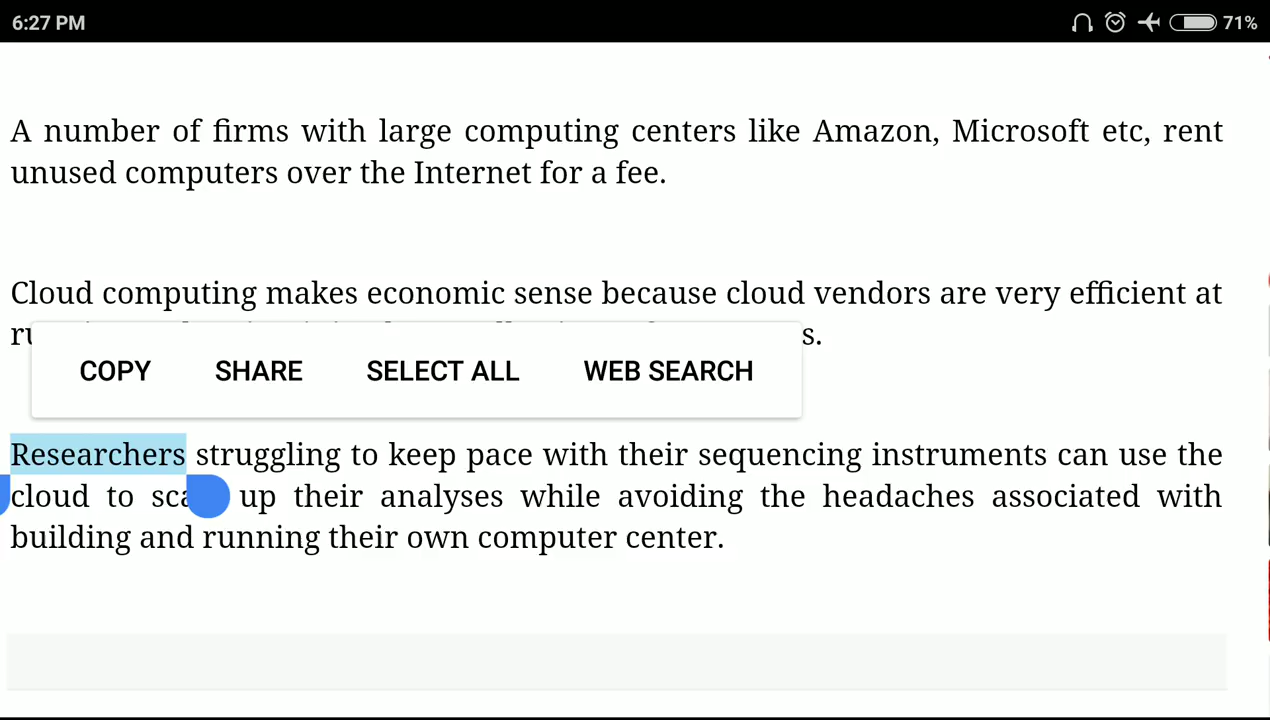 6:27 PM 71%
A number of firms with large computing centers like Amazon, Microsoft etc, rent
unused computers over the Internet for a fee.
Cloud computing makes economic sense because cloud vendors are very efficient at
COPY SHARE SELECT ALL WEB SEARCH
Researchers struggling to keep pace with their sequencing instruments can use the
cloud to up their analyses while avoiding the headaches associated with
building and running their own computer center.